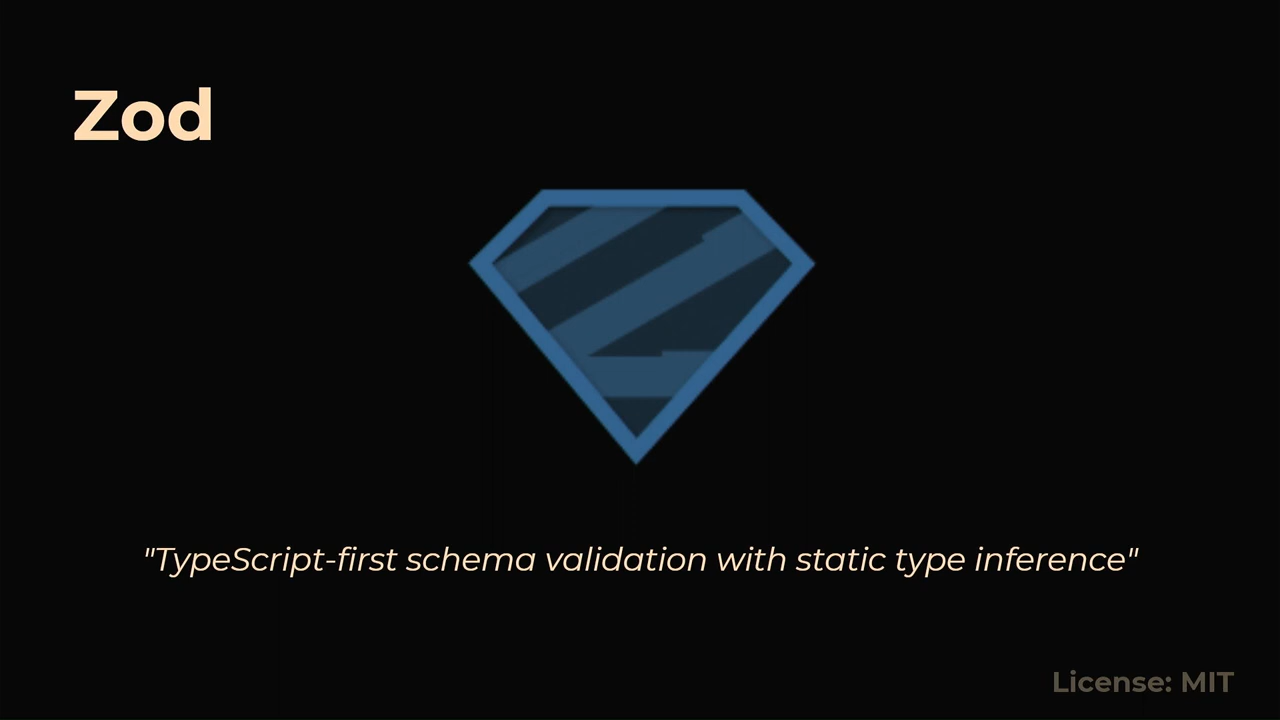 Zod
"TypeScript-first schema validation with static type inference"
License: MIT